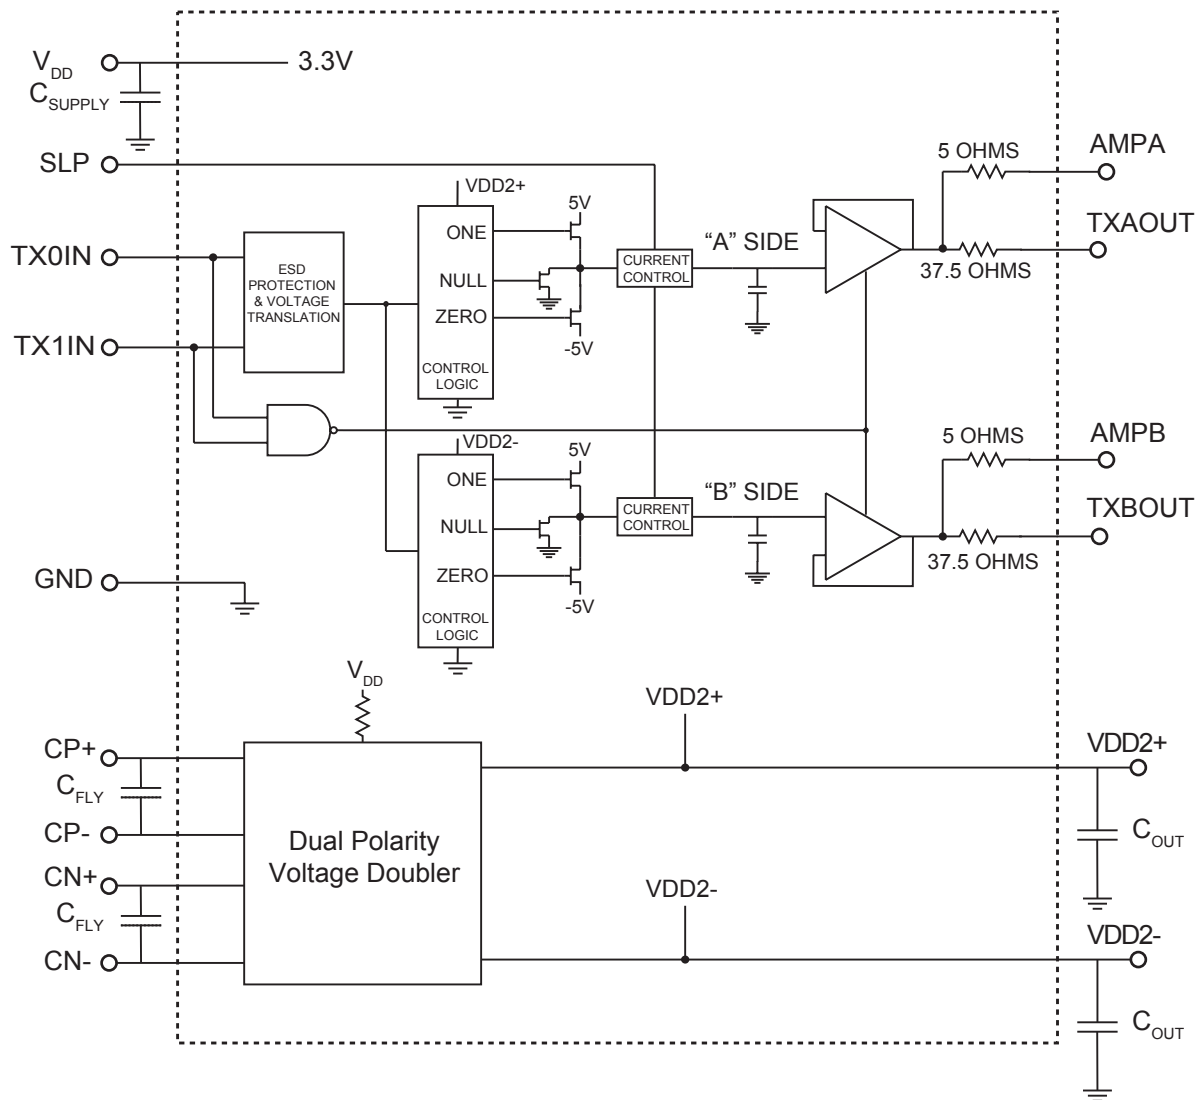 VDD
CSUPPLY
3.3V
SLP
TX0IN
TX1IN
GND
ESD
PROTECTION
& VOLTAGE
TRANSLATION
VDD2+
ONE
NULL
ZERO
CONTROL
LOGIC
5V
-5V
CURRENT
CONTROL
“A” SIDE
5 OHMS
37.5 OHMS
AMPA
TXAOUT
VDD2-
ONE
NULL
ZERO
CONTROL
LOGIC
5V
-5V
CURRENT
CONTROL
“B” SIDE
5 OHMS
37.5 OHMS
AMPB
TXBOUT
VDD
CP+
CFLY
CP-
CN+
CFLY
CN-
Dual Polarity
Voltage Doubler
VDD2+
VDD2-
VDD2+
COUT
VDD2-
COUT